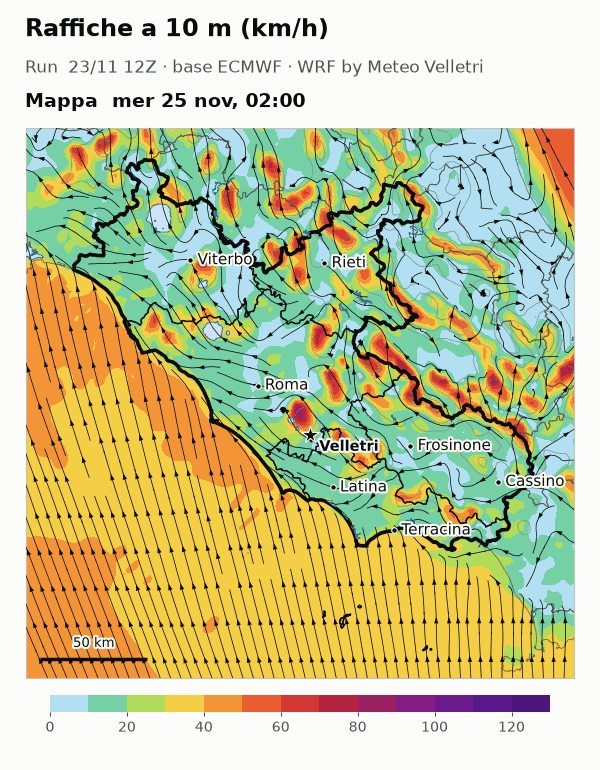 Raffiche a 10 m (km/h)
Run  23/11 12Z · base ECMWF · WRF by Meteo Velletri
Mappa  mer 25 nov, 02:00
Viterbo
Rieti
Roma
Velletri
Frosinone
Cassino
Latina
Terracina
50 km
0 20 40 60 80 100 120